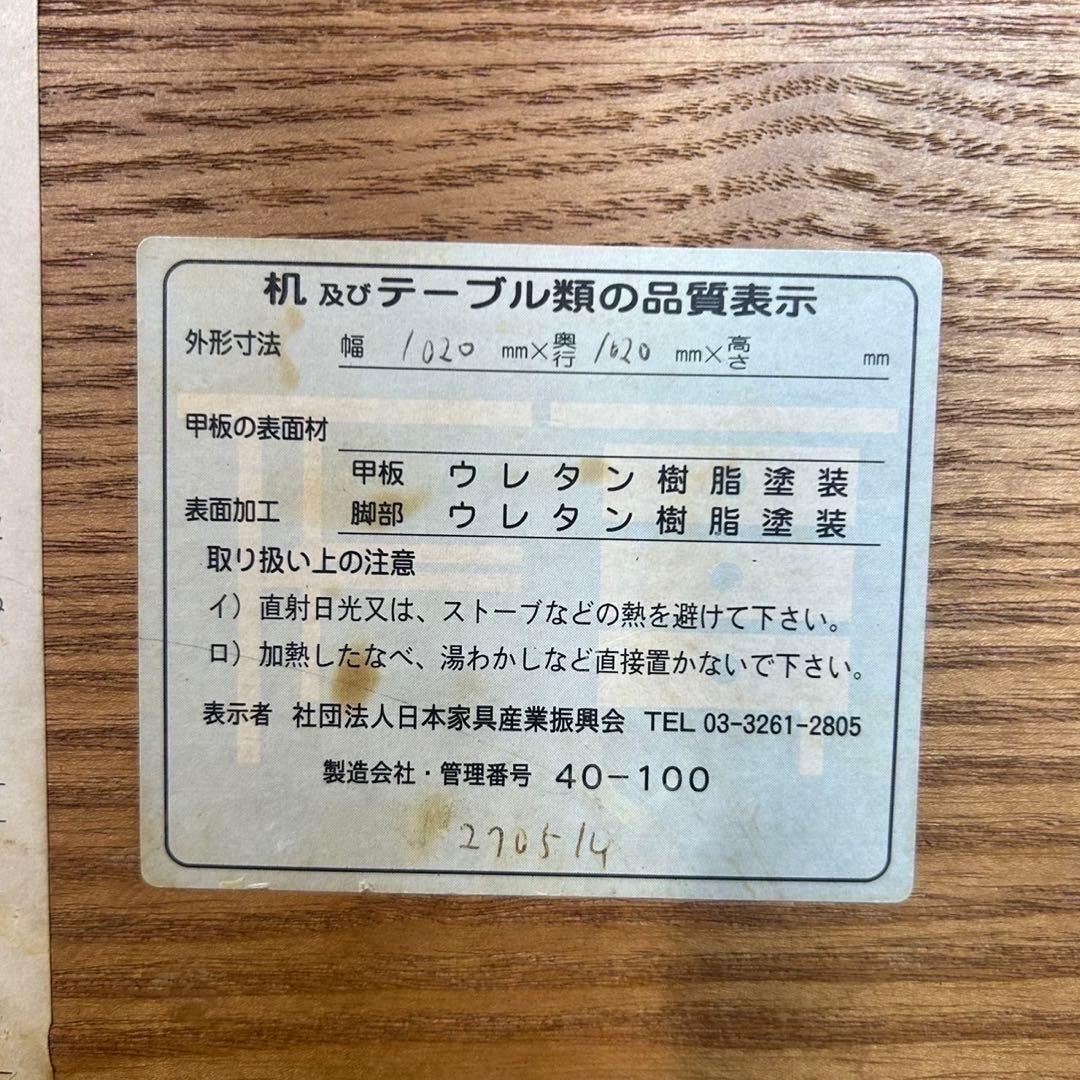 机及びテーブル類の品質表示
外形寸法 幅 1020 mm×奥行 1020 mm×高さ mm
甲板の表面材
表面加工 甲板 ウレタン樹脂塗装
脚部 ウレタン樹脂塗装
取り扱い上の注意
イ）直射日光又は、ストーブなどの熱を避けて下さい。
ロ）加熱したなべ、湯わかしなど直接置かないで下さい。
表示者 社団法人日本家具産業振興会 TEL 03-3261-2805
製造会社・管理番号 40-100
270514